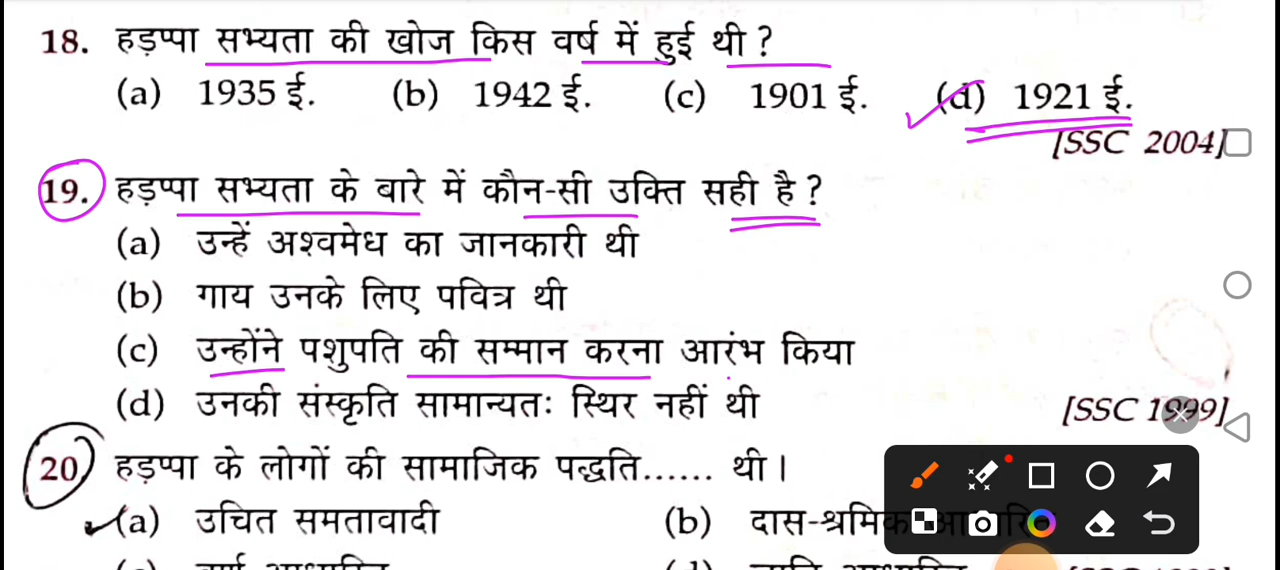 18. हड़प्पा सभ्यता की खोज किस वर्ष में हुई थी ?
(a) 1935 ई. (b) 1942 ई. (c) 1901 ई. (d) 1921 ई.
[SSC 2004]
19. हड़प्पा सभ्यता के बारे में कौन-सी उक्ति सही है ?
(a) उन्हें अश्वमेध का जानकारी थी
(b) गाय उनके लिए पवित्र थी
(c) उन्होंने पशुपति की सम्मान करना आरंभ किया
(d) उनकी संस्कृति सामान्यतः स्थिर नहीं थी [SSC 1999]
20 हड़प्पा के लोगों की सामाजिक पद्धति...... थी।
(a) उचित समतावादी (b) दास-श्रमिक